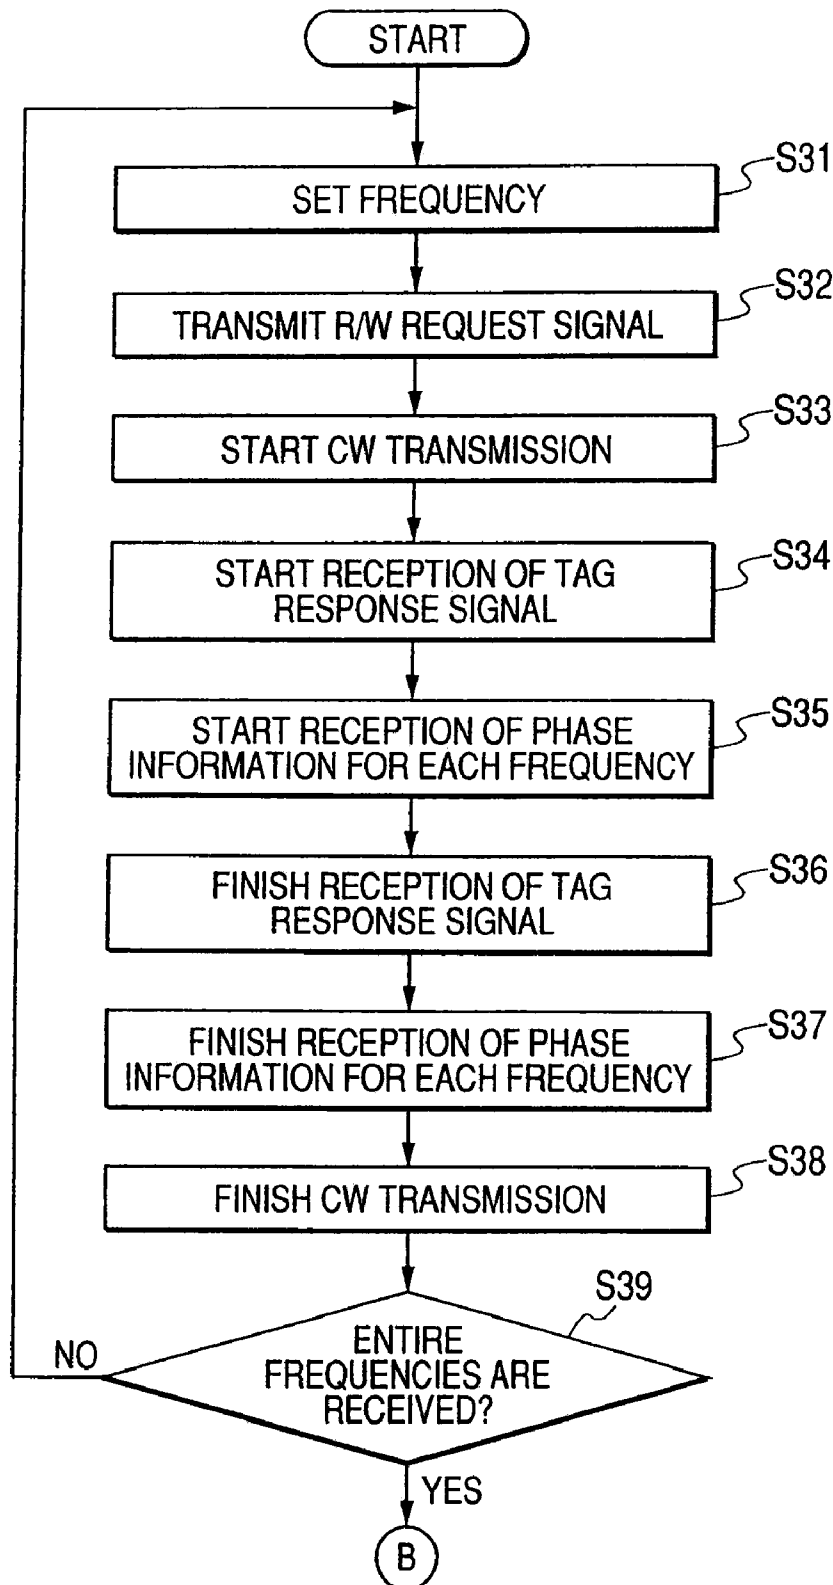 START
S31
SET FREQUENCY
S32
TRANSMIT R/W REQUEST SIGNAL
S33
START CW TRANSMISSION
S34
START RECEPTION OF TAG
RESPONSE SIGNAL
S35
START RECEPTION OF PHASE
INFORMATION FOR EACH FREQUENCY
S36
FINISH RECEPTION OF TAG
RESPONSE SIGNAL
S37
FINISH RECEPTION OF PHASE
INFORMATION FOR EACH FREQUENCY
S38
FINISH CW TRANSMISSION
S39
ENTIRE
FREQUENCIES ARE
RECEIVED?
NO
YES
B